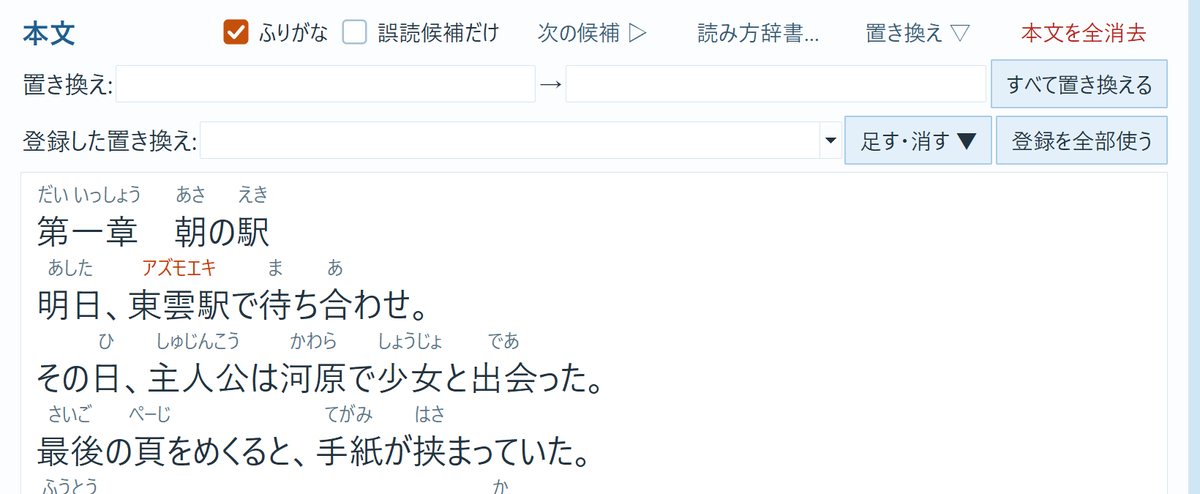 本文 ふりがな 誤読候補だけ 次の候補 ▷ 読み方辞書... 置き換え ▽ 本文を全消去
置き換え: → すべて置き換える
登録した置き換え: 足す・消す ▼ 登録を全部使う
だい いっしょう あさ えき
第一章 朝の駅
あした アズモエキ ま あ
明日、東雲駅で待ち合わせ。
ひ しゅじんこう かわら しょうじょ であ
その日、主人公は河原で少女と出会った。
さいご ぺーじ てがみ はさ
最後の頁をめくると、手紙が挟まっていた。
ふうとう か